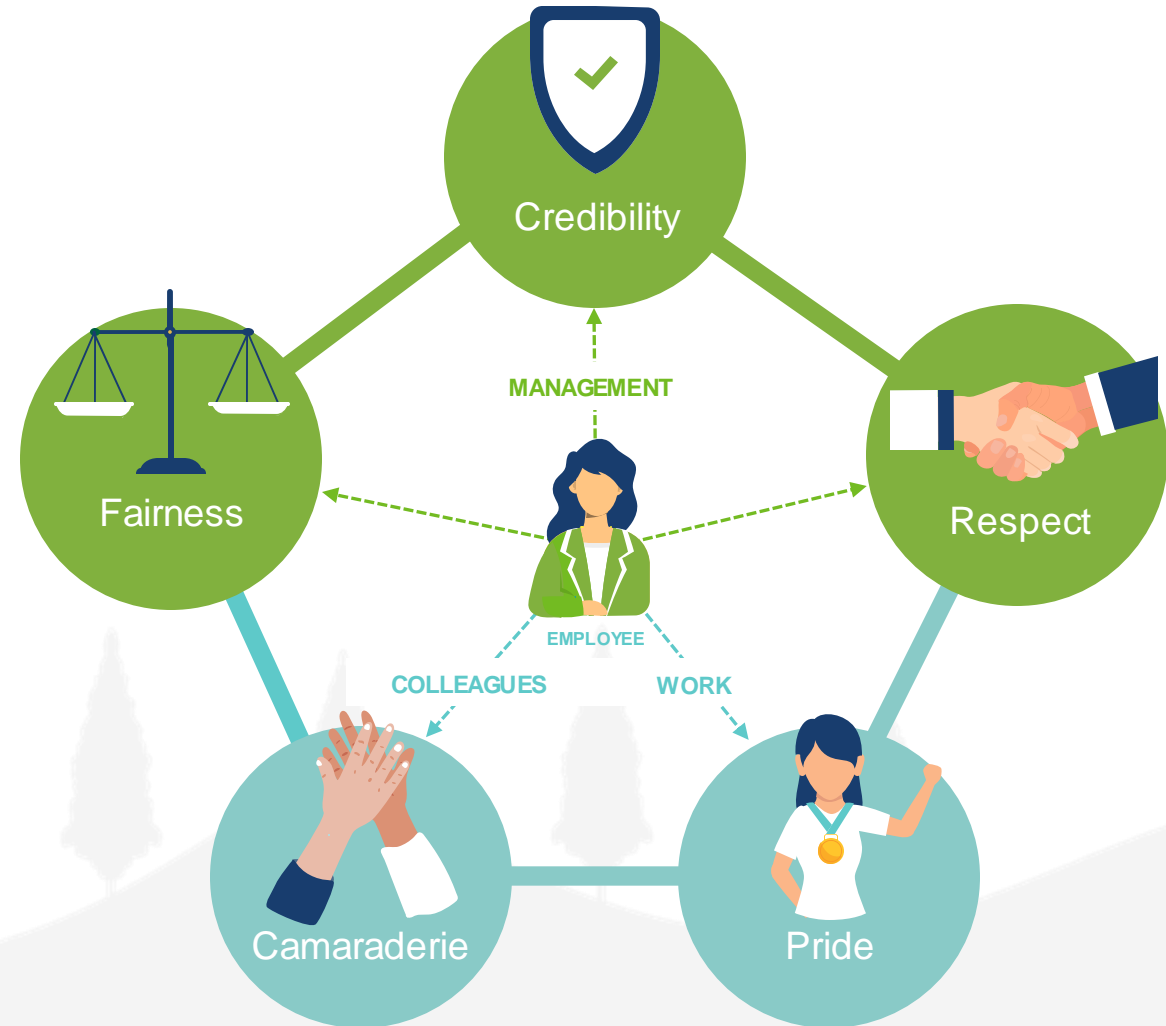 Credibility
MANAGEMENT
Fairness
Respect
EMPLOYEE
COLLEAGUES
WORK
Camaraderie
Pride